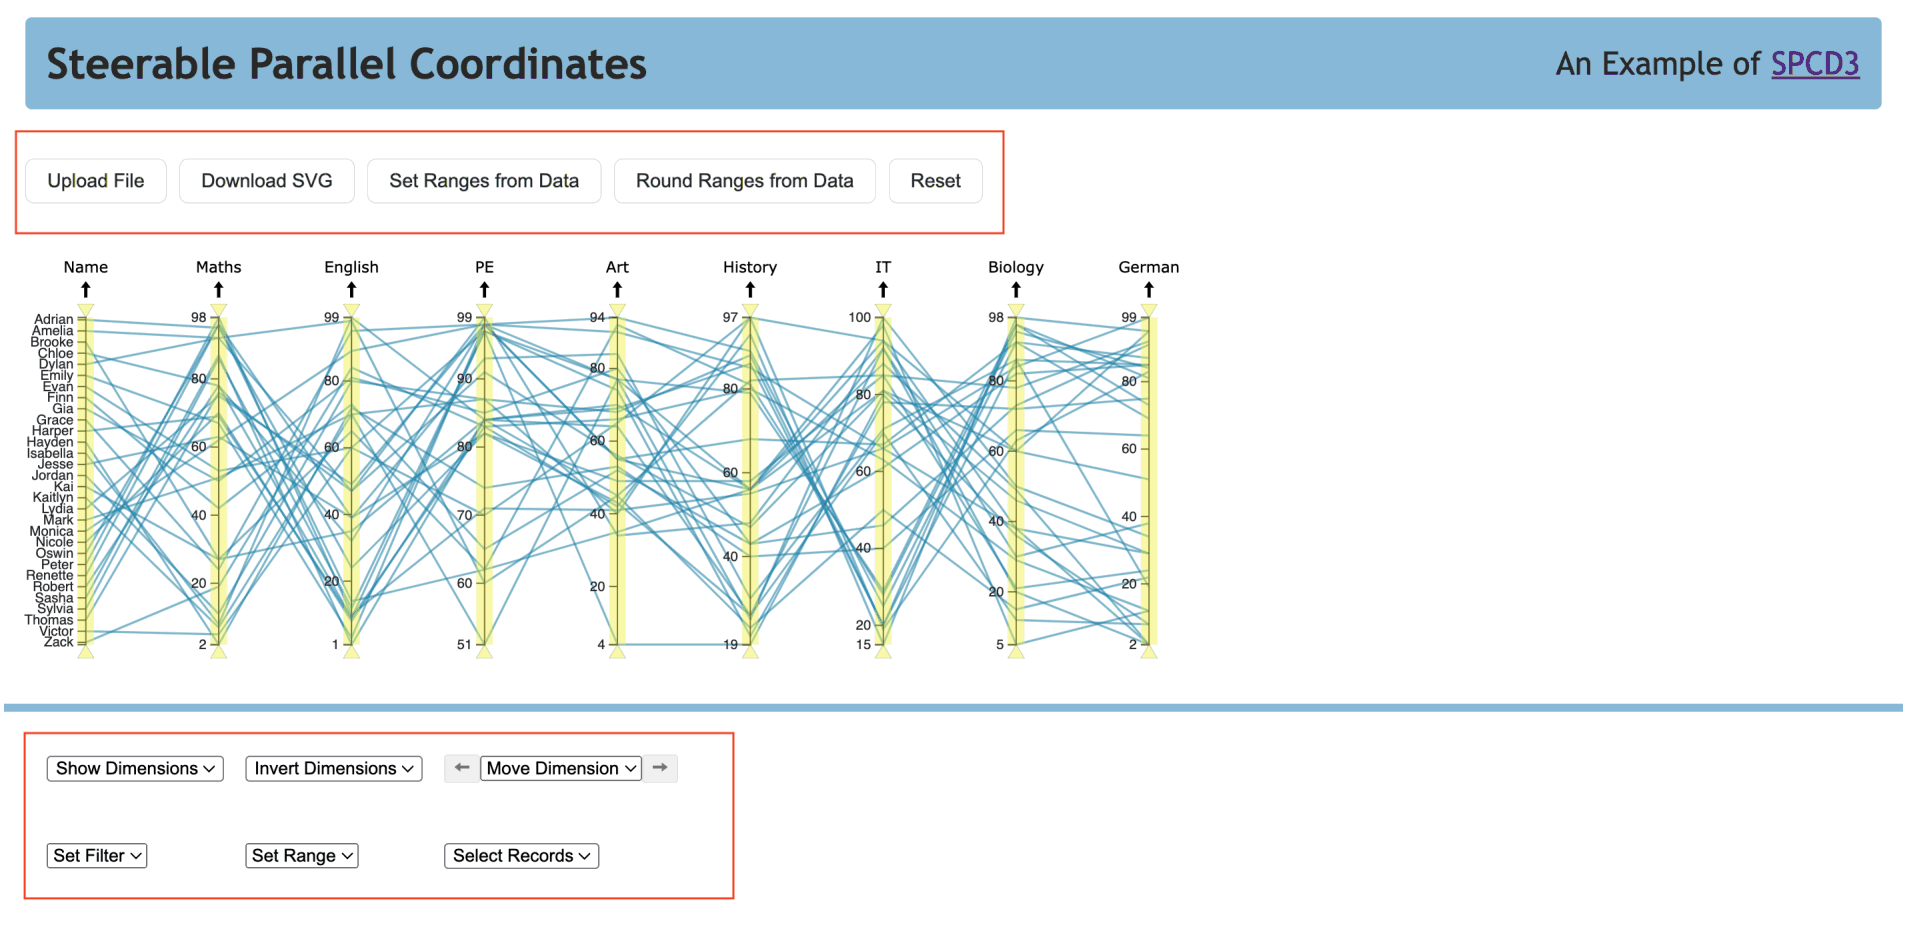 Steerable Parallel Coordinates
An Example of SPCD3
Upload File
Download SVG
Set Ranges from Data
Round Ranges from Data
Reset
Name Maths English PE Art History IT Biology German
Adrian
Amelia
Brooke
Chloe
Dylan
Emily
Evan
Finn
Gia
Grace
Harper
Hayden
Isabella
Jesse
Jordan
Kai
Kaitlyn
Lydia
Mark
Monica
Nicole
Oswin
Peter
Renette
Robert
Sasha
Sylvia
Thomas
Victor
Zack
98
80
60
40
20
2
99
80
60
40
20
1
99
90
80
70
60
51
94
80
60
40
20
4
97
80
60
40
19
100
80
60
40
20
15
98
80
60
40
20
5
99
80
60
40
20
2
Show Dimensions
Invert Dimensions
Move Dimension
Set Filter
Set Range
Select Records